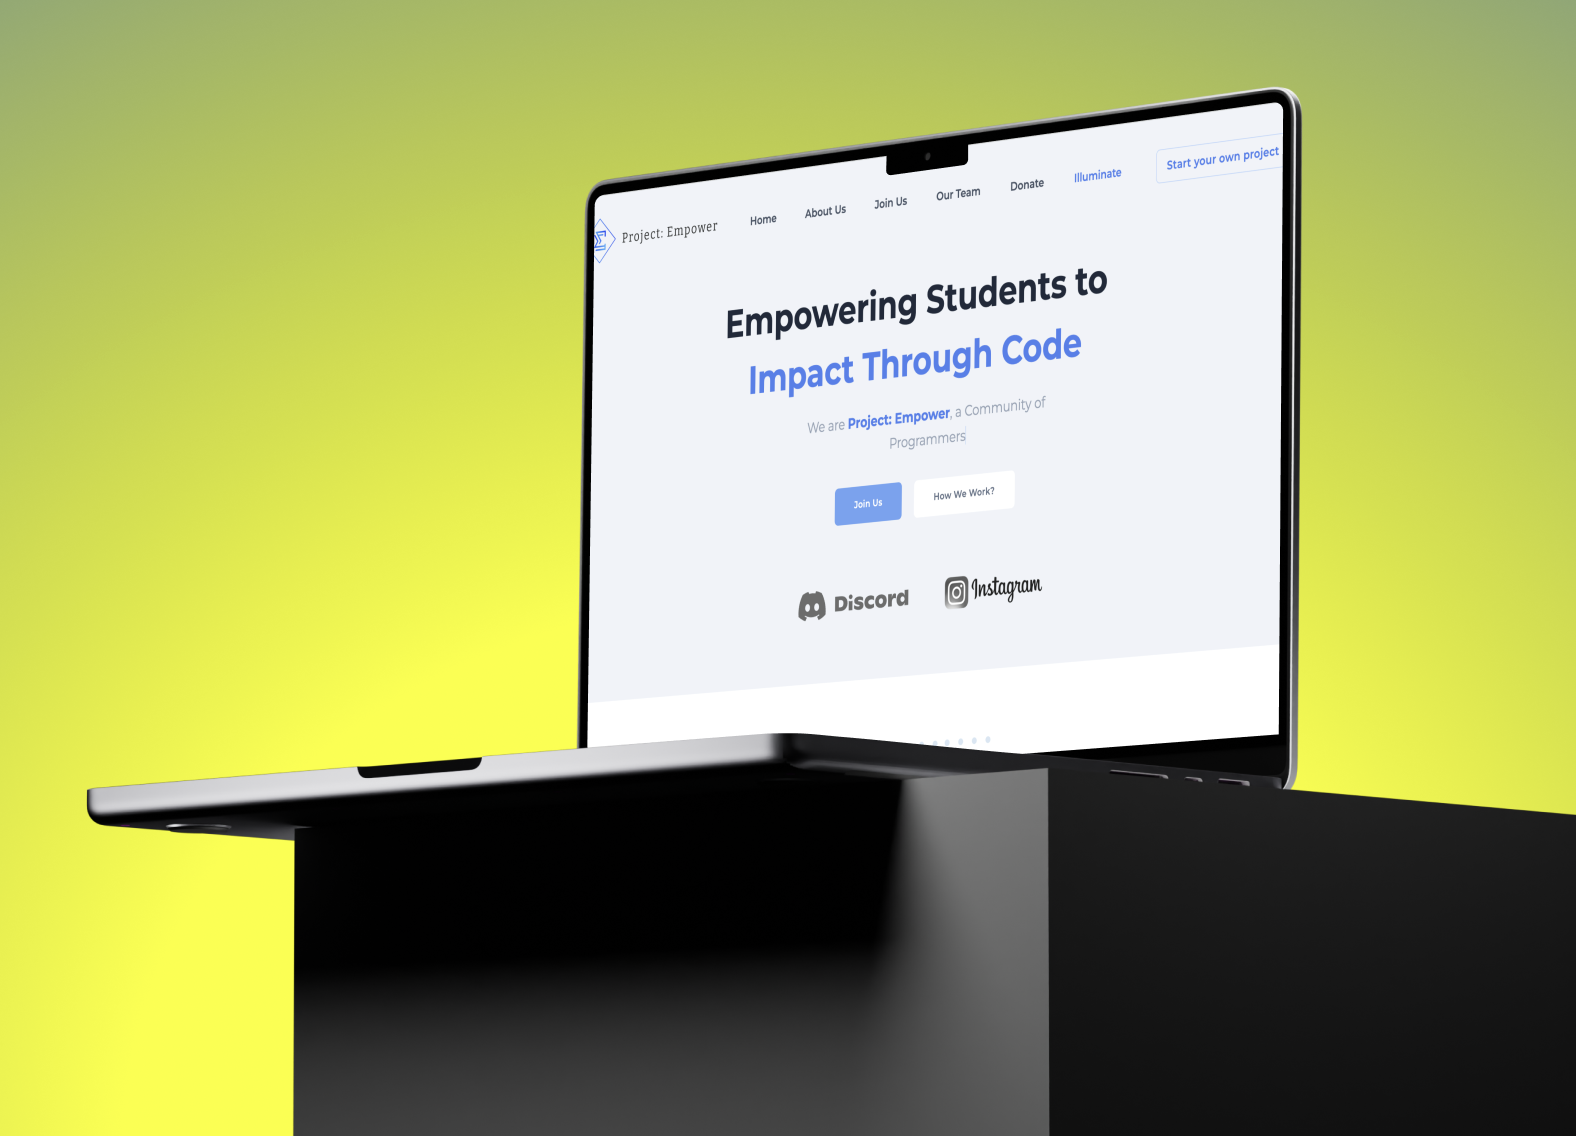 Project: Empower
Home
About Us
Join Us
Our Team
Donate
Illuminate
Start your own project
Empowering Students to
Impact Through Code
We are Project: Empower, a Community of
Programmers
Join Us
How We Work?
Discord
Instagram